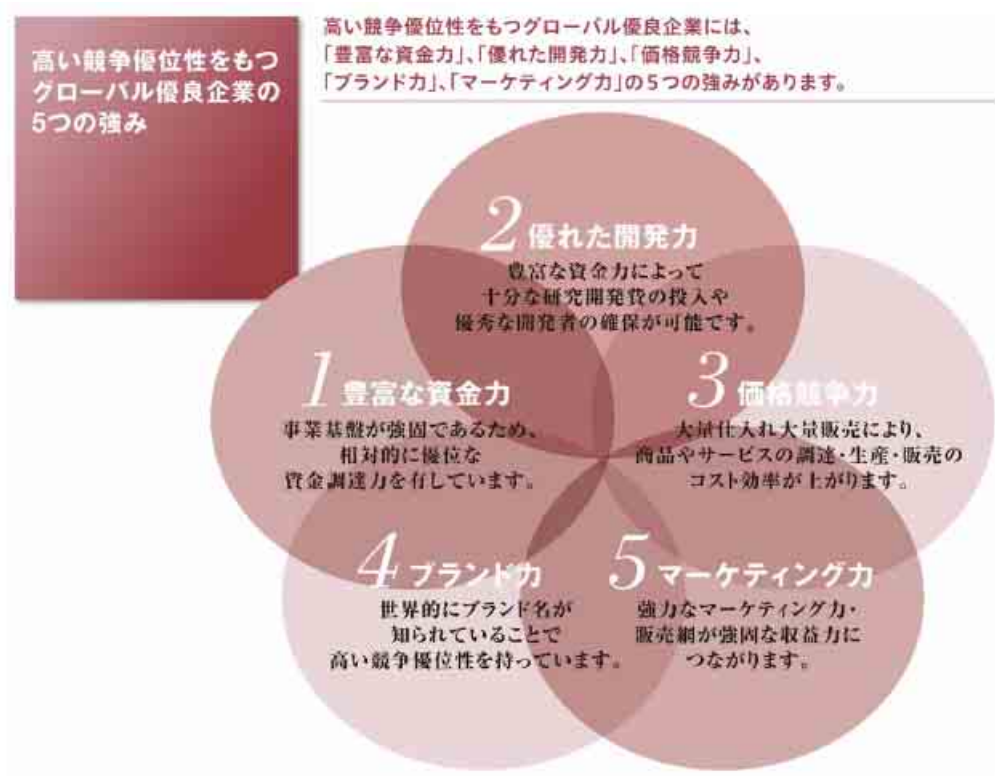 高い競争優位性をもつ
グローバル優良企業の
5つの強み
高い競争優位性をもつグローバル優良企業には、
「豊富な資金力」、「優れた開発力」、「価格競争力」、
「ブランド力」、「マーケティング力」の5つの強みがあります。
1 豊富な資金力
事業基盤が強固であるため、
相対的に優位な
資金調達力を有しています。
2 優れた開発力
豊富な資金力によって
十分な研究開発費の投入や
優秀な開発者の確保が可能です。
3 価格競争力
大量仕入れ大量販売により、
商品やサービスの調達・生産・販売の
コスト効率が上がります。
4 ブランド力
世界的にブランド名が
知られていることで
高い競争優位性を持っています。
5 マーケティング力
強力なマーケティング力・
販売網が強固な収益力に
つながります。